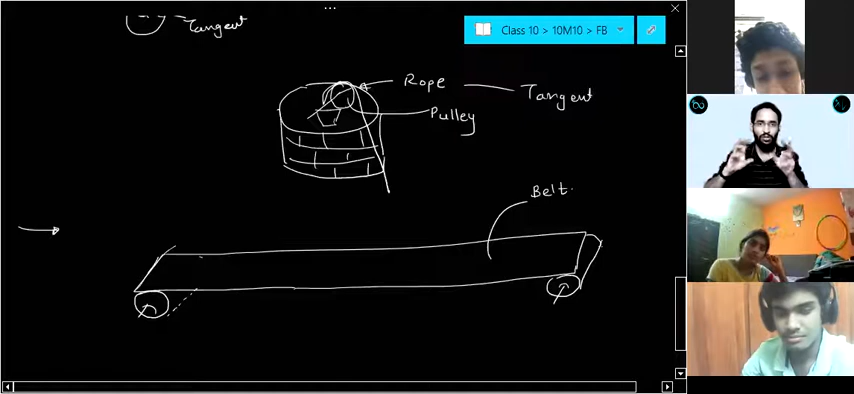 Tangent
Class 10 > 10M10 > FB
Rope
Tangent
Pulley
Belt.